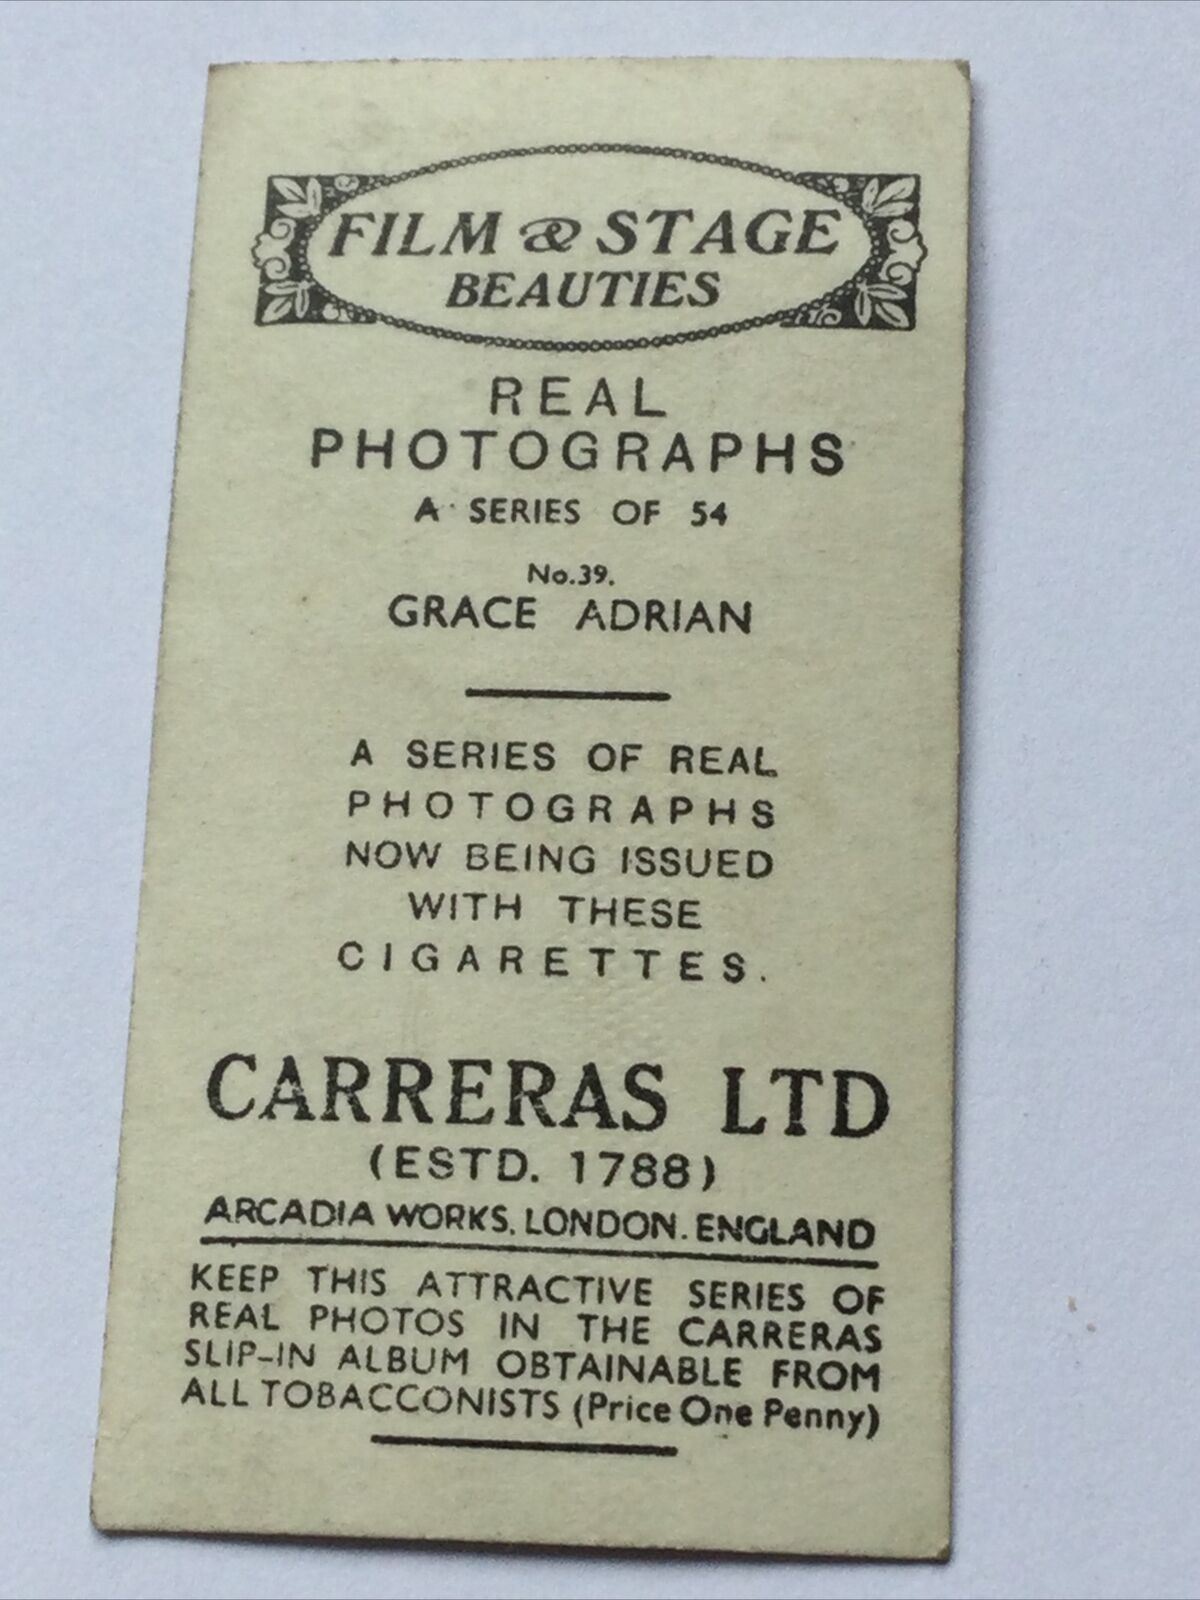 FILM & STAGE
BEAUTIES
REAL
PHOTOGRAPHS
A SERIES OF 54
No.39.
GRACE ADRIAN
A SERIES OF REAL
PHOTOGRAPHS
NOW BEING ISSUED
WITH THESE
CIGARETTES.
CARRERAS LTD
(ESTD. 1788)
ARCADIA WORKS, LONDON. ENGLAND
KEEP THIS ATTRACTIVE SERIES OF
REAL PHOTOS IN THE CARRERAS
SLIP-IN ALBUM OBTAINABLE FROM
ALL TOBACCONISTS (Price One Penny)